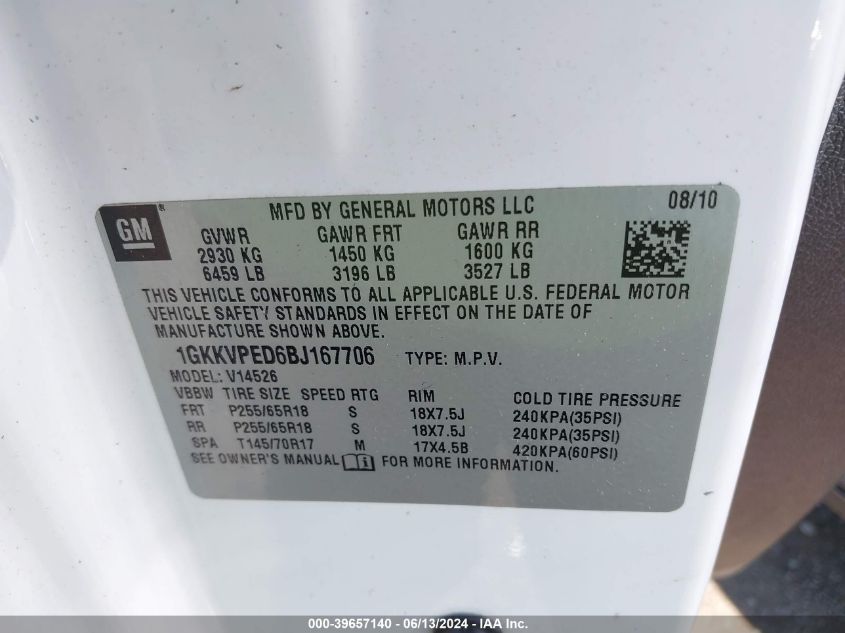 GM®
MFD BY GENERAL MOTORS LLC 08/10
GVWR GAWR FRT GAWR RR
2930 KG 1450 KG 1600 KG
6459 LB 3196 LB 3527 LB
THIS VEHICLE CONFORMS TO ALL APPLICABLE U.S. FEDERAL MOTOR
VEHICLE SAFETY STANDARDS IN EFFECT ON THE DATE OF
MANUFACTURE SHOWN ABOVE.
1GKKVPED6BJ167706 TYPE: M.P.V.
MODEL: V14526
VBBW TIRE SIZE SPEED RTG RIM COLD TIRE PRESSURE
FRT P255/65R18 S 18X7.5J 240KPA(35PSI)
RR P255/65R18 S 18X7.5J 240KPA(35PSI)
SPA T145/70R17 M 17X4.5B 420KPA(60PSI)
SEE OWNER'S MANUAL FOR MORE INFORMATION.
000-39657140 - 06/13/2024 - IAA Inc.